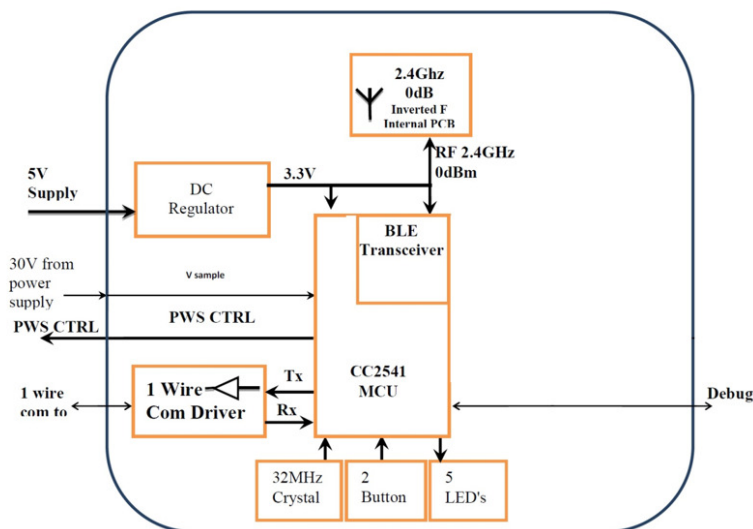 2.4Ghz
0dB
Inverted F
Internal PCB
RF 2.4GHz
0dBm
5V
Supply
DC
Regulator
3.3V
BLE
Transceiver
30V from
power
supply
V sample
PWS CTRL
PWS CTRL
1 wire
com to
1 Wire
Com Driver
Tx
Rx
CC2541
MCU
Debug
32MHz
Crystal
2
Button
5
LED's